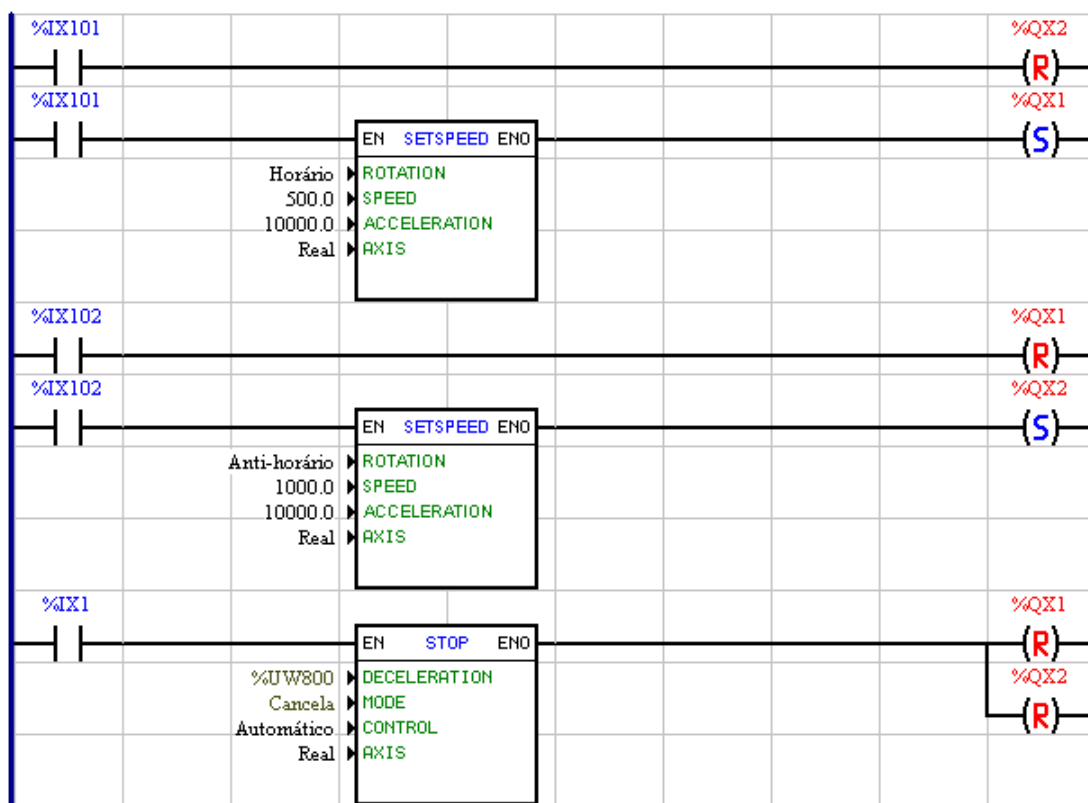 %IX101 %QX2
R
%IX101 %QX1
EN SETSPEED ENO S
Horário ROTATION
500.0 SPEED
10000.0 ACCELERATION
Real AXIS
%IX102 %QX1
R
%IX102 %QX2
EN SETSPEED ENO S
Anti-horário ROTATION
1000.0 SPEED
10000.0 ACCELERATION
Real AXIS
%IX1 %QX1
EN STOP ENO R
%UW800 DECELERATION %QX2
Cancela MODE R
Automático CONTROL
Real AXIS